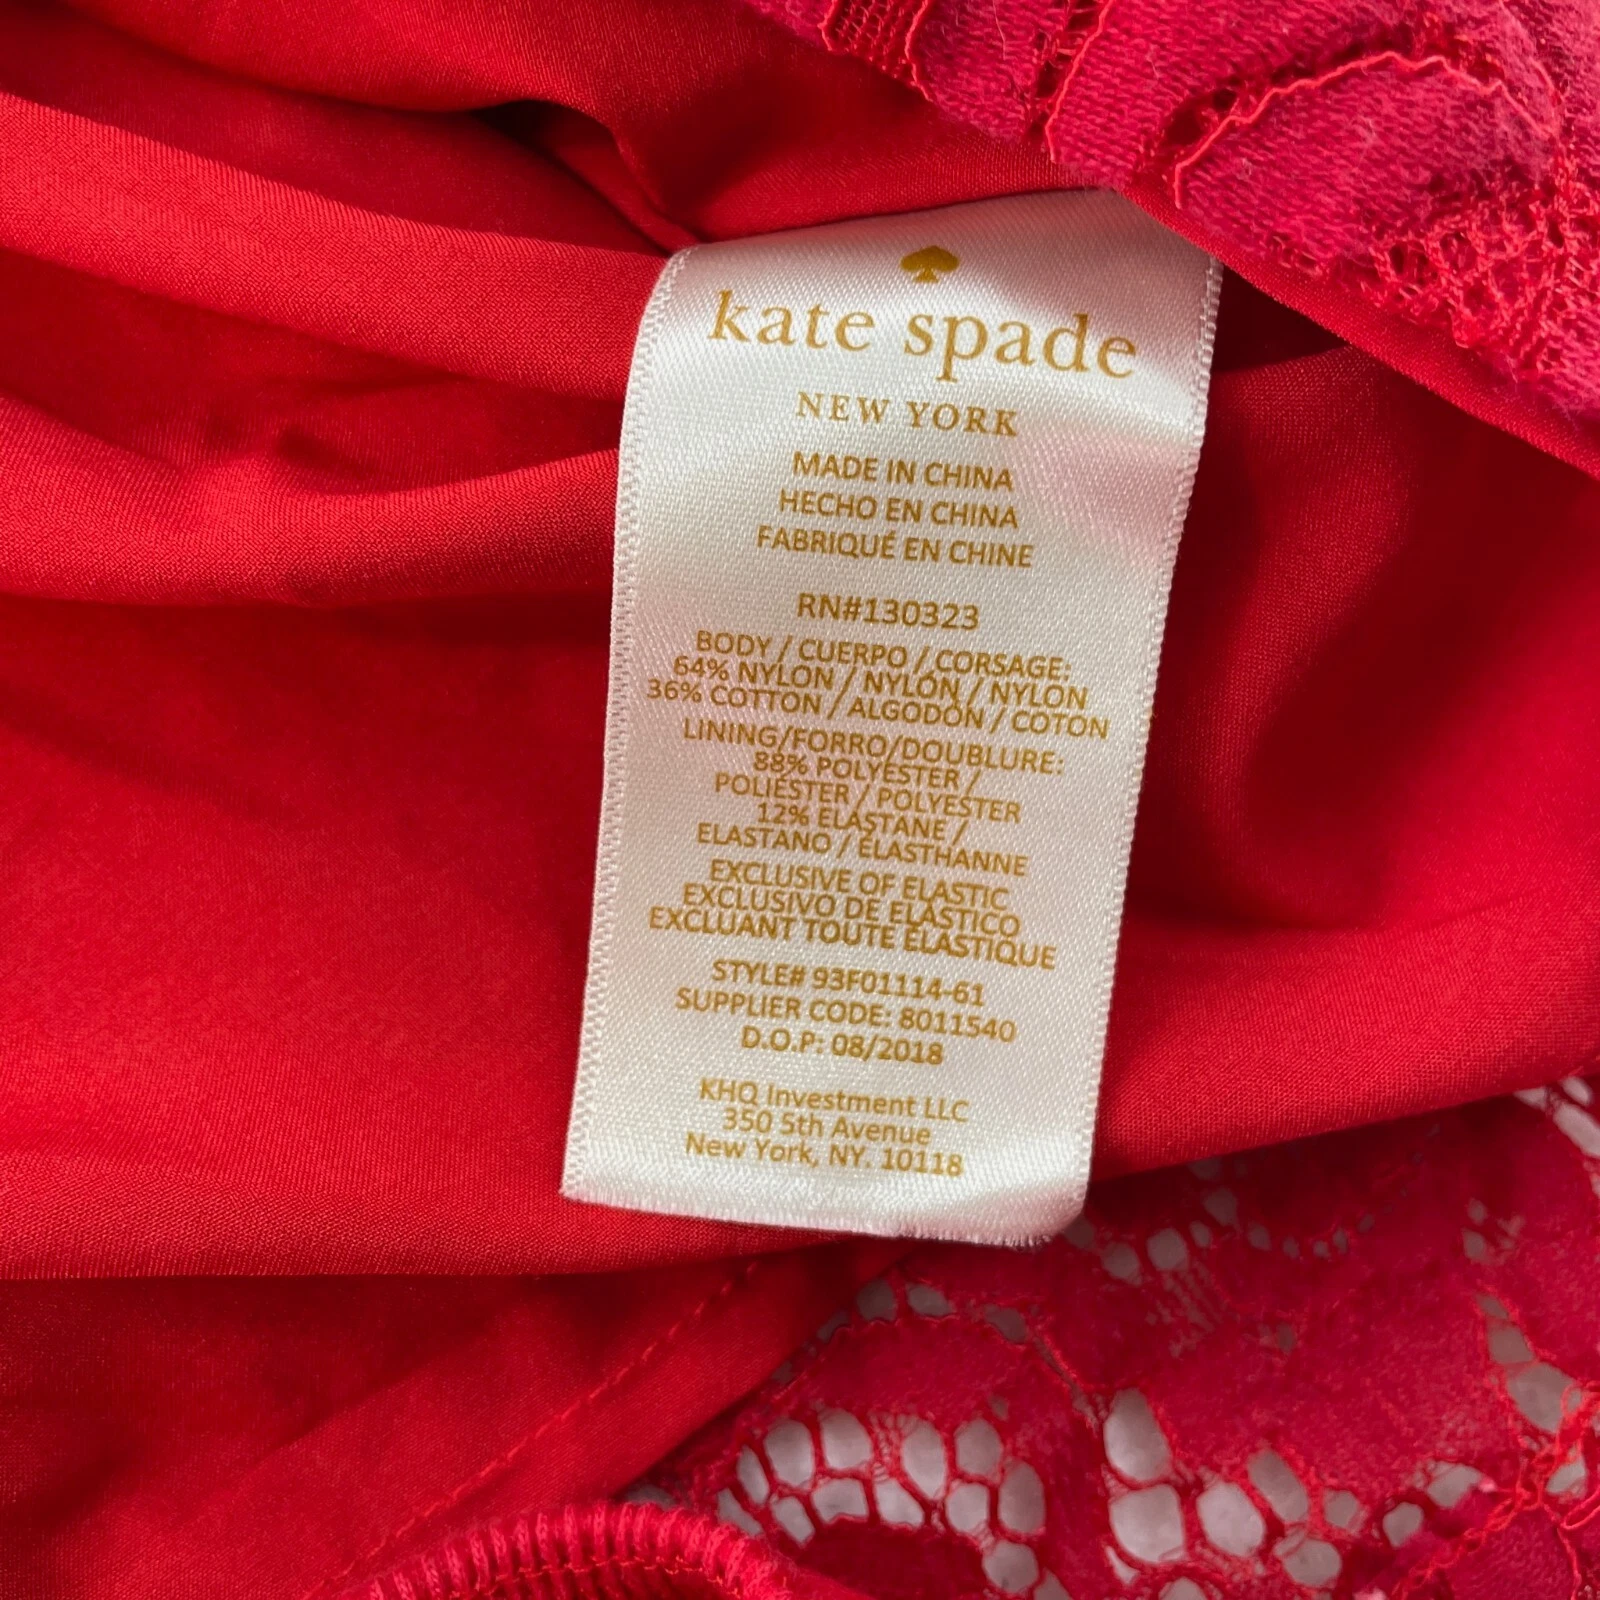 kate spade
NEW YORK
MADE IN CHINA
HECHO EN CHINA
FABRIQUÉ EN CHINE
RN#130323
BODY / CUERPO / CORSAGE:
64% NYLON / NYLON / NYLON
36% COTTON / ALGODÓN / COTON
LINING/FORRO/DOUBLURE:
88% POLYESTER /
POLIÉSTER / POLYESTER
12% ELASTANE /
ELASTANO / ÉLASTHANNE
EXCLUSIVE OF ELASTIC
EXCLUSIVO DE ELÁSTICO
EXCLUANT TOUTE ÉLASTIQUE
STYLE# 93F01114-61
SUPPLIER CODE: 8011540
D.O.P: 08/2018
KHQ Investment LLC
350 5th Avenue
New York, NY. 10118